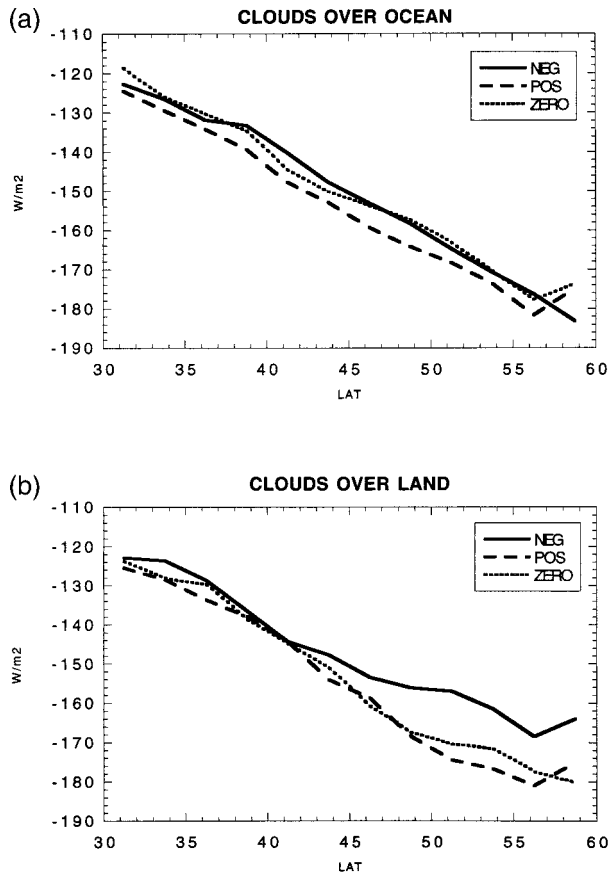 (a)
CLOUDS OVER OCEAN
-110
-120
-130
-140
-150
-160
-170
-180
-190
W/m2
NEG
POS
ZERO
30 35 40 45 50 55 60
LAT
(b)
CLOUDS OVER LAND
-110
-120
-130
-140
-150
-160
-170
-180
-190
W/m2
NEG
POS
ZERO
30 35 40 45 50 55 60
LAT